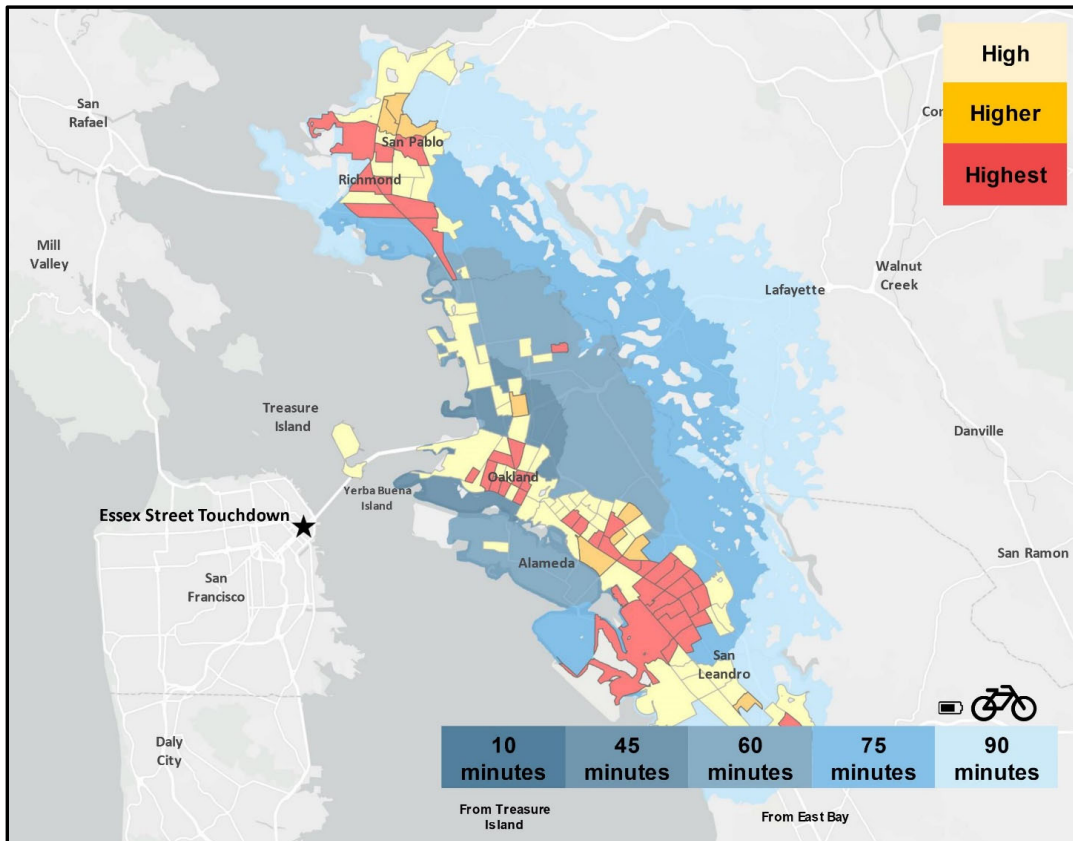 High
Higher
Highest
San
Rafael
Con
San Pablo
Richmond
Mill
Valley
Walnut
Creek
Lafayette
Treasure
Island
Danville
Oakland
Yerba Buena
Island
Essex Street Touchdown
San Ramon
Alameda
San
Francisco
San
Leandro
Daly
City
10
minutes
45
minutes
60
minutes
75
minutes
90
minutes
From Treasure
Island
From East Bay